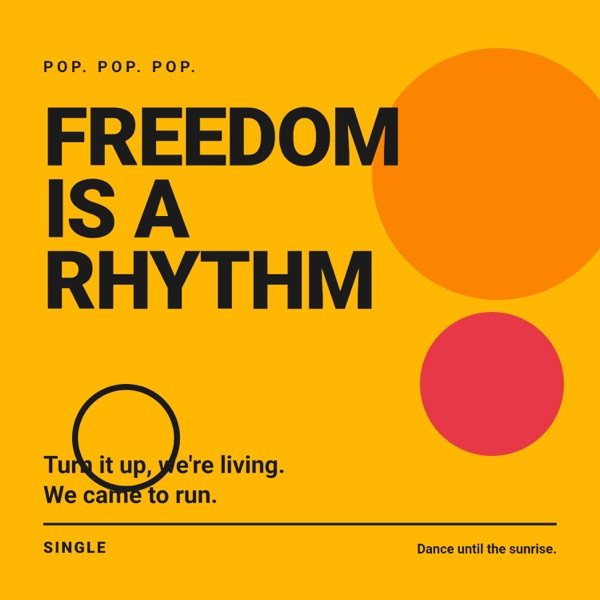 POP. POP. POP.
FREEDOM
IS A
RHYTHM
Turn it up, we're living.
We came to run.
SINGLE
Dance until the sunrise.